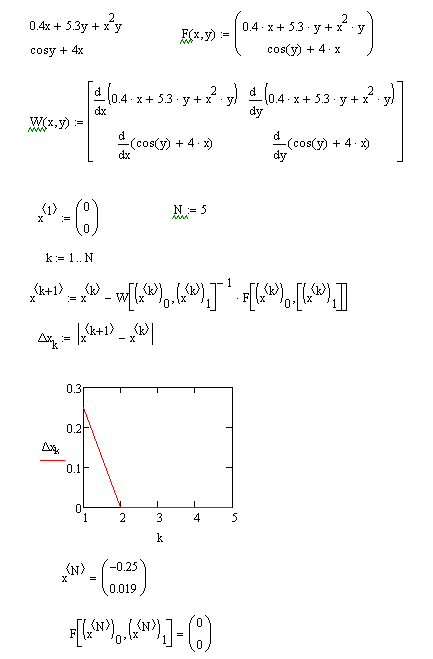 0.4x + 5.3y + x²y
cosy + 4x
F(x,y) := (0.4·x + 5.3·y + x²·y
cos(y) + 4·x)
W(x,y) := [d/dx(0.4·x + 5.3·y + x²·y) d/dy(0.4·x + 5.3·y + x²·y)
d/dx(cos(y) + 4·x) d/dy(cos(y) + 4·x)]
x^⟨1⟩ := (0
0)
N := 5
k := 1 .. N
x^⟨k+1⟩ := x^⟨k⟩ − W[(x^⟨k⟩)₀,(x^⟨k⟩)₁]^−1 · F[(x^⟨k⟩)₀,[(x^⟨k⟩)₁]]
Δx_k := |x^⟨k+1⟩ − x^⟨k⟩|
0.3
0.2
Δx_k
0.1
0
1 2 3 4 5
k
x^⟨N⟩ = (−0.25
0.019)
F[(x^⟨N⟩)₀,(x^⟨N⟩)₁] = (0
0)